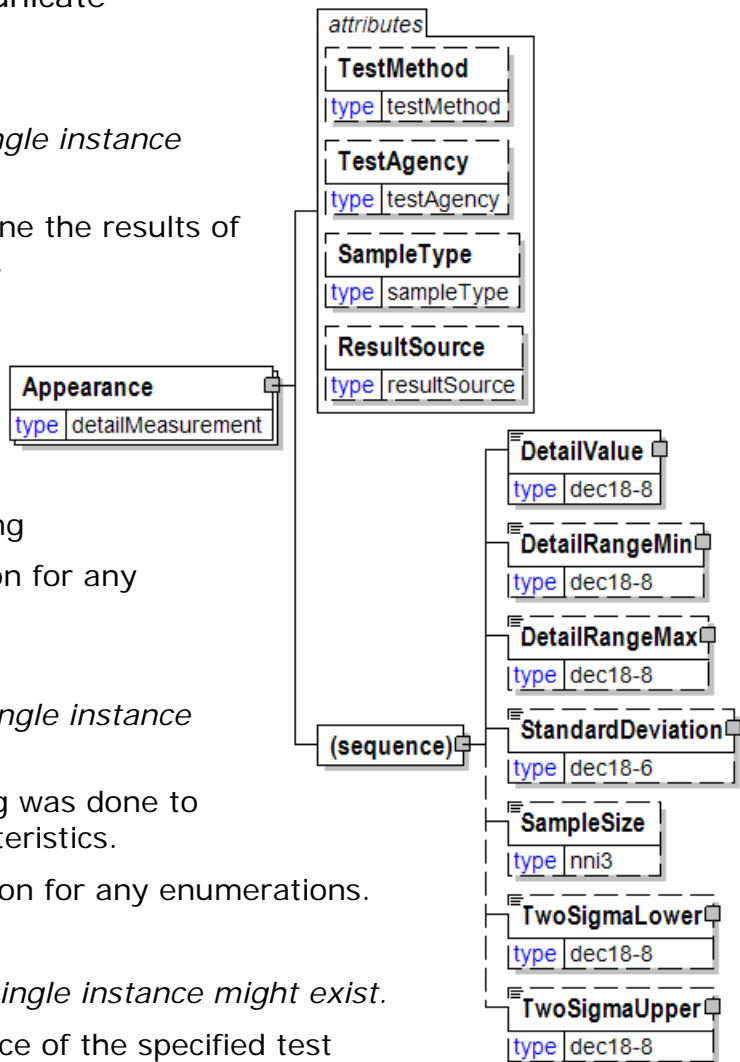 ngle instance
ne the results of
ng
on for any
ngle instance
g was done to
teristics.
on for any enumerations.
single instance might exist.
ce of the specified test
attributes
TestMethod
type testMethod
TestAgency
type testAgency
SampleType
type sampleType
ResultSource
type resultSource
Appearance
type detailMeasurement
(sequence)
DetailValue
type dec18-8
DetailRangeMin
type dec18-8
DetailRangeMax
type dec18-8
StandardDeviation
type dec18-6
SampleSize
type nni3
TwoSigmaLower
type dec18-8
TwoSigmaUpper
type dec18-8